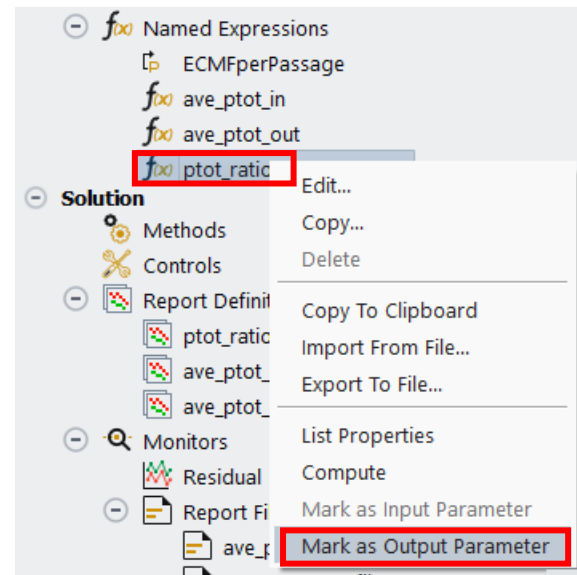 f(x) Named Expressions
ECMFperPassage
f(x) ave_ptot_in
f(x) ave_ptot_out
f(x) ptot_ratio
Solution
Methods
Controls
Report Definit
ptot_ratio
ave_ptot_
ave_ptot_
Monitors
Residual
Report Fi
ave_p
Edit...
Copy...
Delete
Copy To Clipboard
Import From File...
Export To File...
List Properties
Compute
Mark as Input Parameter
Mark as Output Parameter